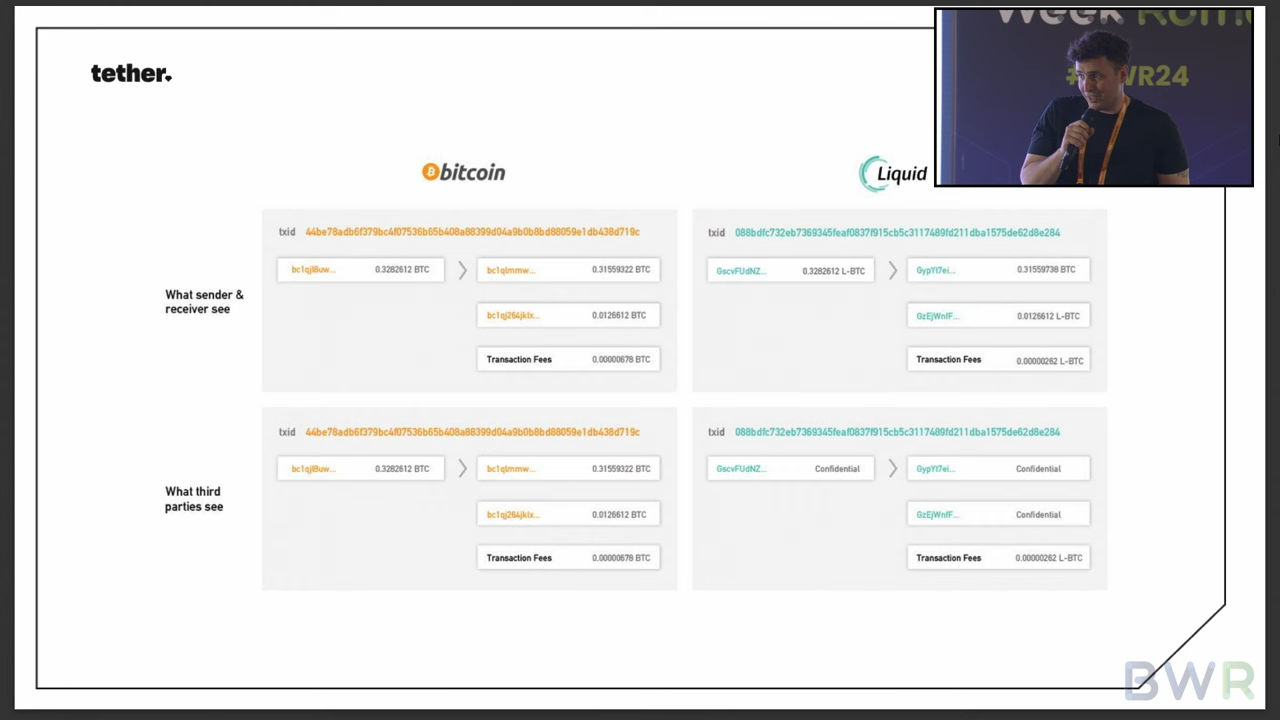 tether.
Week Rome
#BWR24
bitcoin
Liquid
txid 44be78adb6f379bc4f07536b65b408a88399d04a9b0b8bd88059e1db438d719c
bc1qjl8uw... 0.3282612 BTC
bc1qlmmw... 0.31559322 BTC
bc1qj264jklx... 0.0126612 BTC
Transaction Fees 0.00000678 BTC
txid 088bdfc732eb7369345feaf0837f915cb5c3117489fd211dba1575de62d8e284
GscvFUdNZ... 0.3282612 L-BTC
GypYt7ei... 0.31559738 BTC
GzEjWnfF... 0.0126612 L-BTC
Transaction Fees 0.00000262 L-BTC
What sender &
receiver see
txid 44be78adb6f379bc4f07536b65b408a88399d04a9b0b8bd88059e1db438d719c
bc1qjl8uw... 0.3282612 BTC
bc1qlmmw... 0.31559322 BTC
bc1qj264jklx... 0.0126612 BTC
Transaction Fees 0.00000678 BTC
txid 088bdfc732eb7369345feaf0837f915cb5c3117489fd211dba1575de62d8e284
GscvFUdNZ... Confidential
GypYt7ei... Confidential
GzEjWnfF... Confidential
Transaction Fees 0.00000262 L-BTC
What third
parties see
BWR